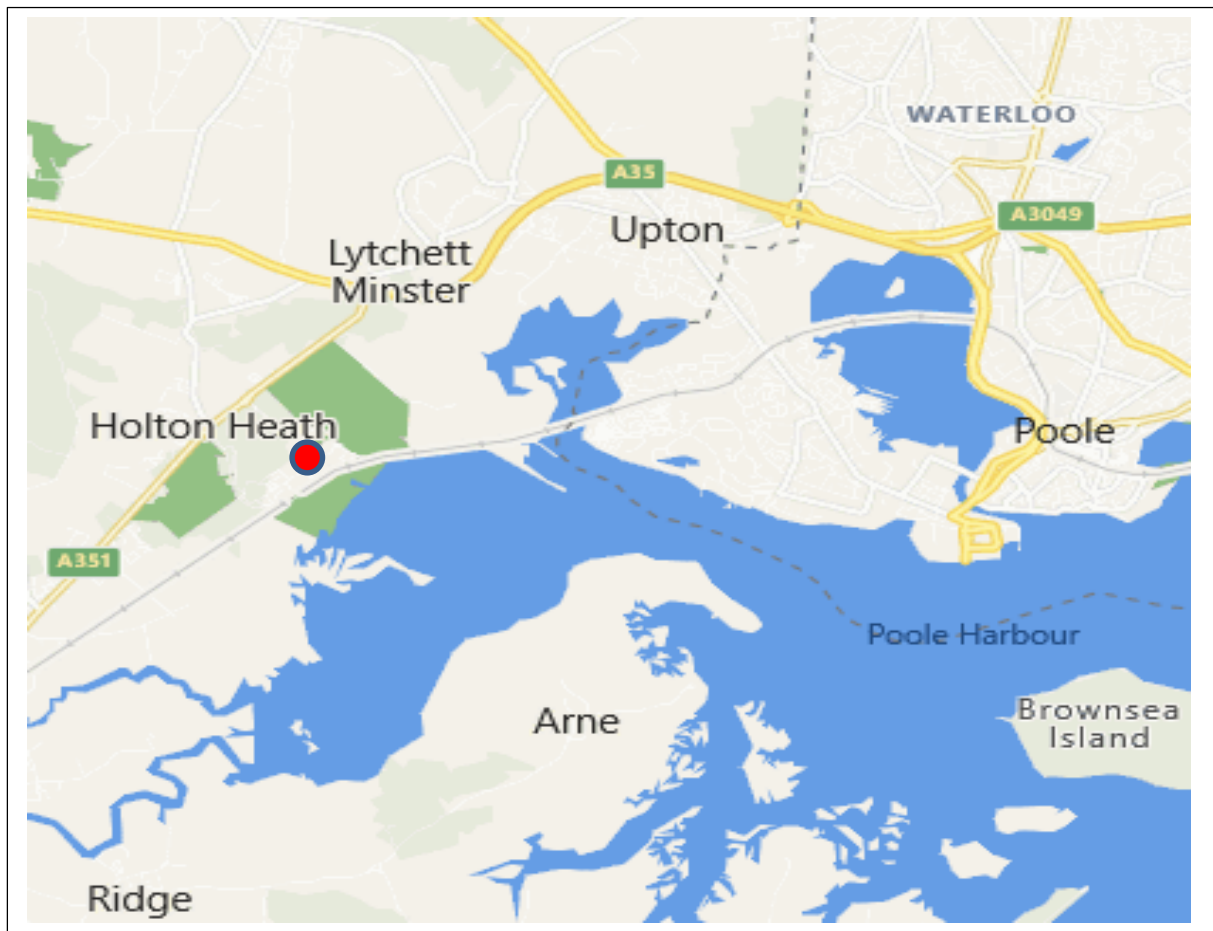 WATERLOO
A35
A3049
Upton
Lytchett
Minster
Holton Heath
Poole
A351
Poole Harbour
Arne
Brownsea
Island
Ridge